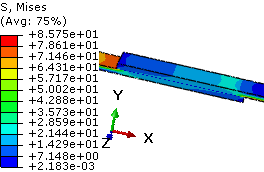 S, Mises
(Avg: 75%)
+8.575e+01
+7.861e+01
+7.146e+01
+6.431e+01
+5.717e+01
+5.002e+01
+4.288e+01
+3.573e+01
+2.859e+01
+2.144e+01
+1.429e+01
+7.148e+00
+2.183e-03
Y
Z
X